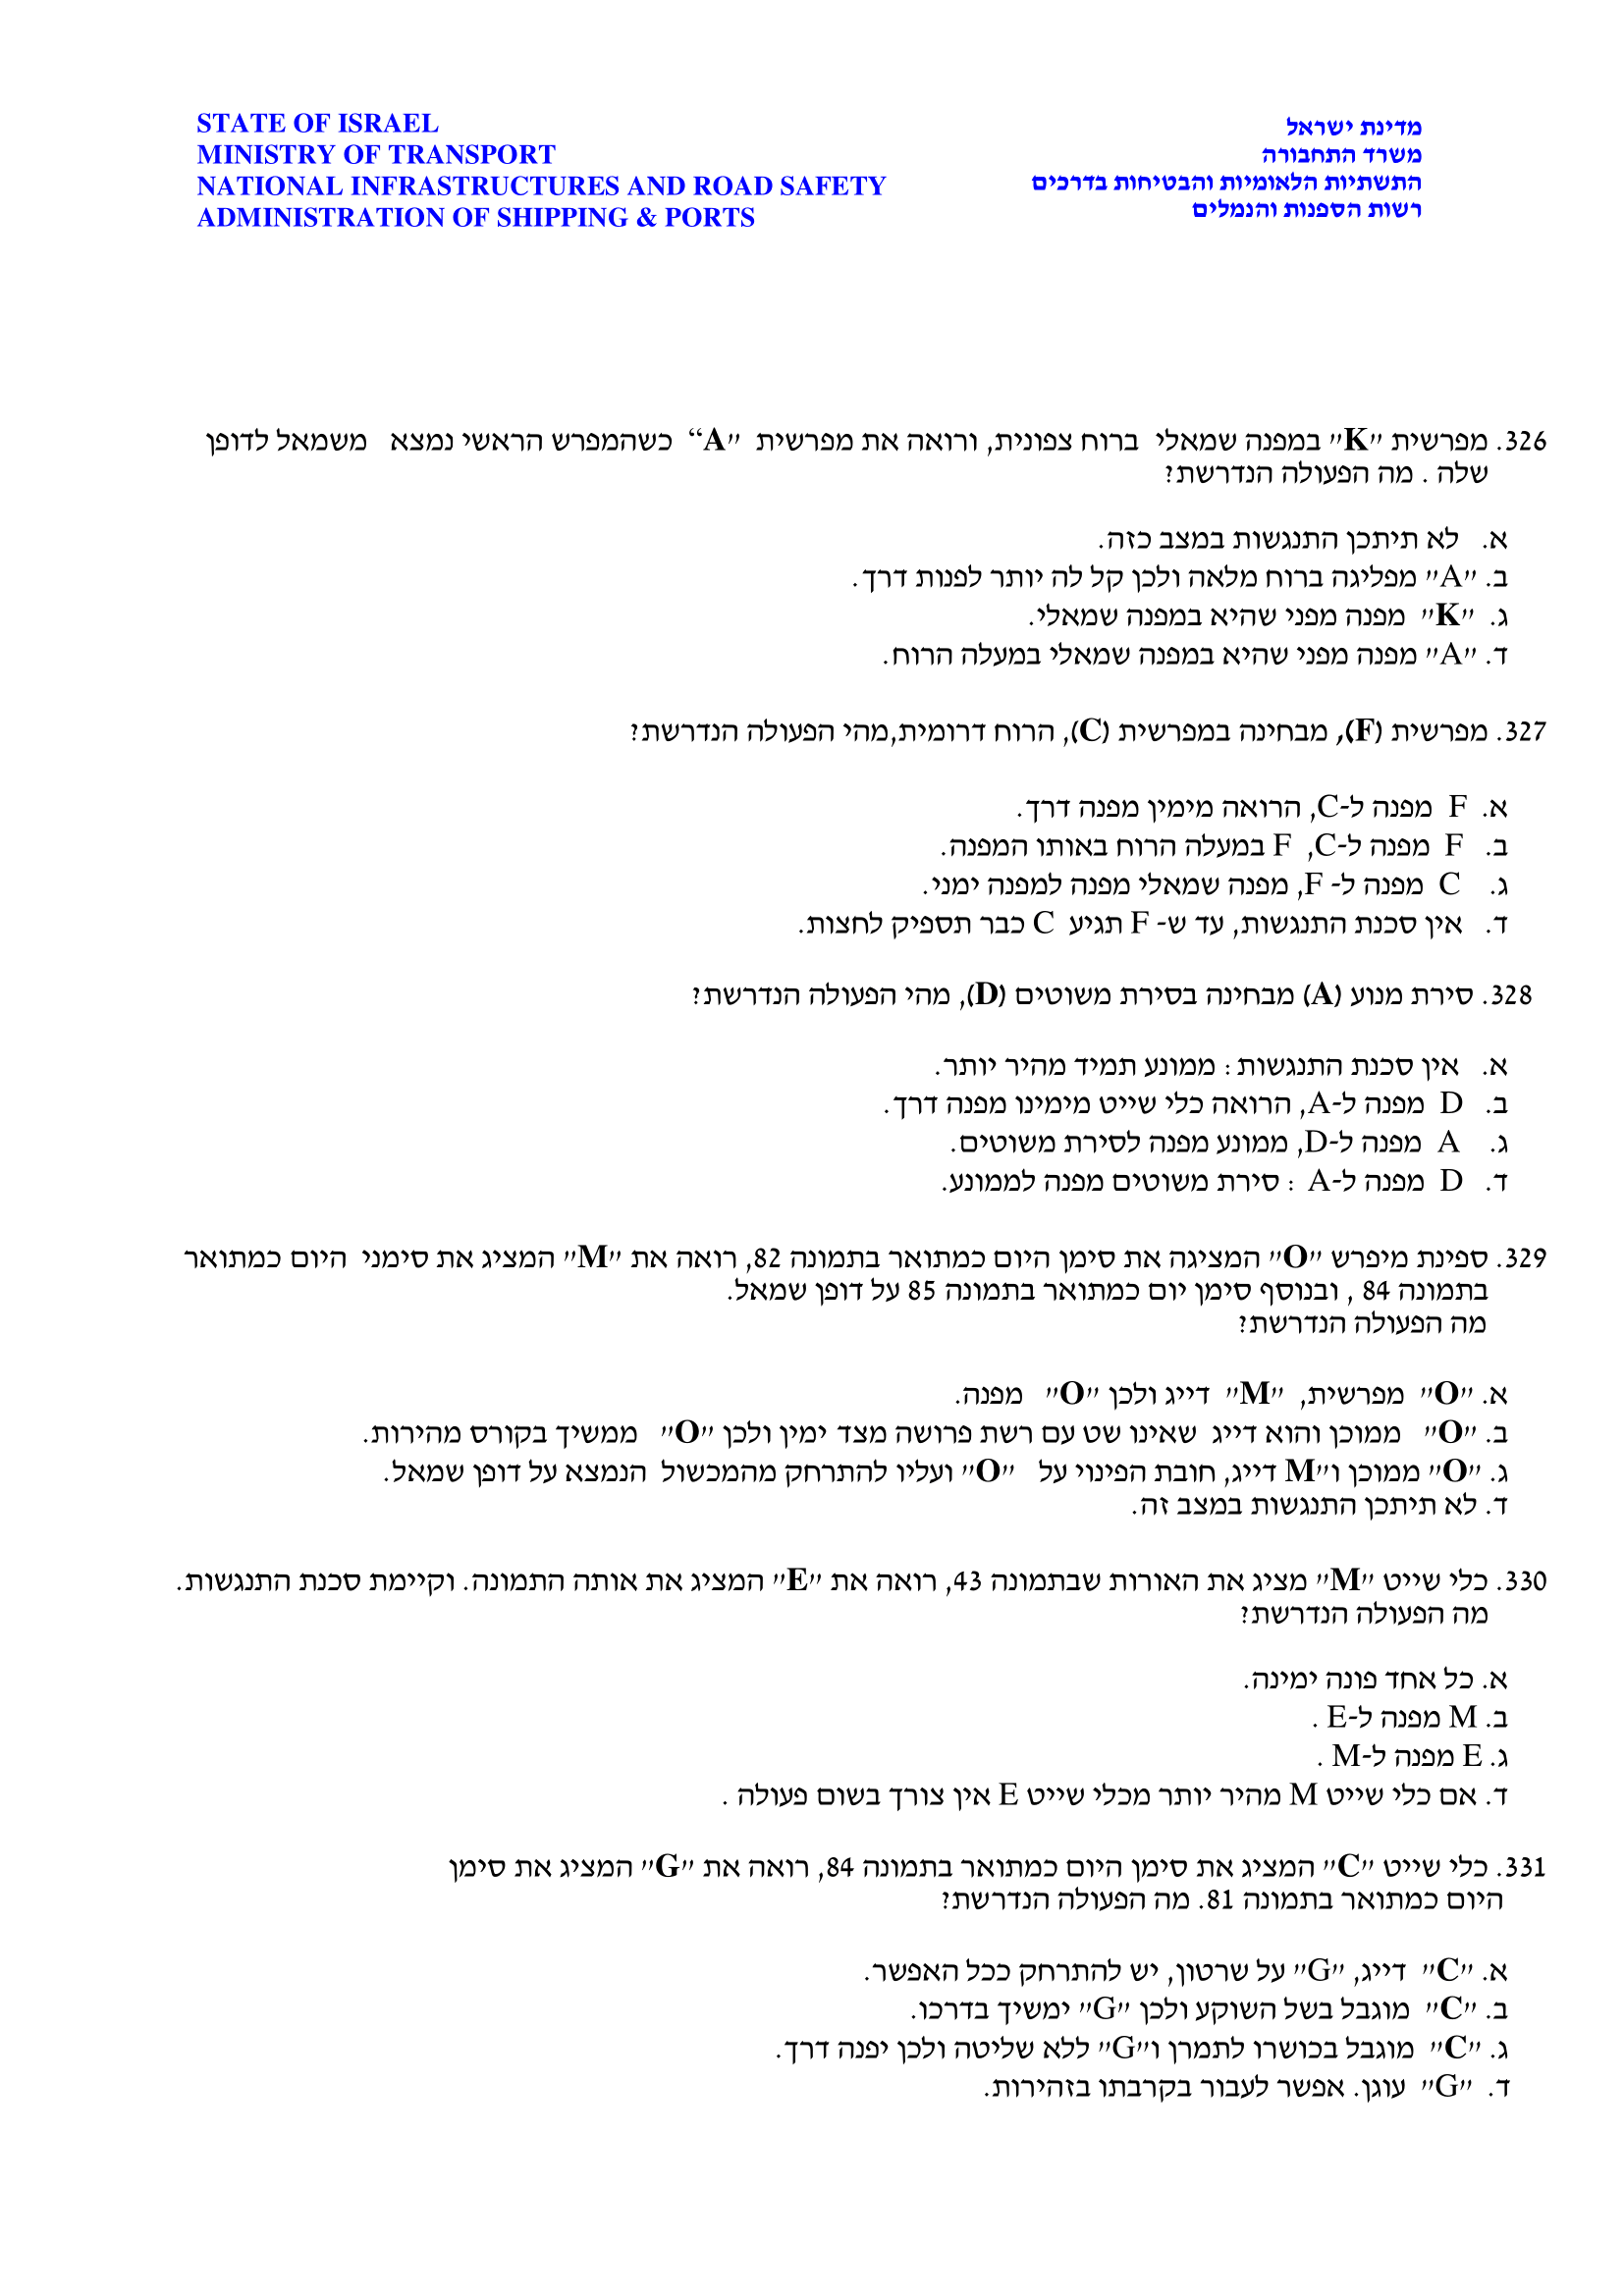 STATE OF ISRAEL
MINISTRY OF TRANSPORT
NATIONAL INFRASTRUCTURES AND ROAD SAFETY
ADMINISTRATION OF SHIPPING & PORTS
מדינת ישראל
משרד התחבורה
התשתיות הלאומיות והבטיחות בדרכים
רשות הספנות והנמלים
326. מפרשית "K" במפנה שמאלי ברוח צפונית, ורואה את מפרשית "A“ כשהמפרש הראשי נמצא משמאל לדופן
שלה . מה הפעולה הנדרשת?
א. לא תיתכן התנגשות במצב כזה.
ב. "A" מפליגה ברוח מלאה ולכן קל לה יותר לפנות דרך.
ג. "K" מפנה מפני שהיא במפנה שמאלי.
ד. "A" מפנה מפני שהיא במפנה שמאלי במעלה הרוח.
327. מפרשית (F), מבחינה במפרשית (C), הרוח דרומית,מהי הפעולה הנדרשת?
א. F מפנה ל-C, הרואה מימין מפנה דרך.
ב. F מפנה ל-C, F במעלה הרוח באותו המפנה.
ג. C מפנה ל- F, מפנה שמאלי מפנה למפנה ימני.
ד. אין סכנת התנגשות, עד ש- F תגיע C כבר תספיק לחצות.
328. סירת מנוע (A) מבחינה בסירת משוטים (D), מהי הפעולה הנדרשת?
א. אין סכנת התנגשות : ממונע תמיד מהיר יותר.
ב. D מפנה ל-A, הרואה כלי שייט מימינו מפנה דרך.
ג. A מפנה ל-D, ממונע מפנה לסירת משוטים.
ד. D מפנה ל-A : סירת משוטים מפנה לממונע.
329. ספינת מיפרש "O" המציגה את סימן היום כמתואר בתמונה 82, רואה את "M" המציג את סימני היום כמתואר
בתמונה 84 , ובנוסף סימן יום כמתואר בתמונה 85 על דופן שמאל.
מה הפעולה הנדרשת?
א. "O" מפרשית, "M" דייג ולכן "O" מפנה.
ב. "O" ממוכן והוא דייג שאינו שט עם רשת פרושה מצד ימין ולכן "O" ממשיך בקורס מהירות.
ג. "O" ממוכן ו"M דייג, חובת הפינוי על "O" ועליו להתרחק מהמכשול הנמצא על דופן שמאל.
ד. לא תיתכן התנגשות במצב זה.
330. כלי שייט "M" מציג את האורות שבתמונה 43, רואה את "E" המציג את אותה התמונה. וקיימת סכנת התנגשות.
מה הפעולה הנדרשת?
א. כל אחד פונה ימינה.
ב. M מפנה ל-E .
ג. E מפנה ל-M .
ד. אם כלי שייט M מהיר יותר מכלי שייט E אין צורך בשום פעולה .
331. כלי שייט "C" המציג את סימן היום כמתואר בתמונה 84, רואה את "G" המציג את סימן
היום כמתואר בתמונה 81. מה הפעולה הנדרשת?
א. "C" דייג, "G" על שרטון, יש להתרחק ככל האפשר.
ב. "C" מוגבל בשל השוקע ולכן "G" ימשיך בדרכו.
ג. "C" מוגבל בכושרו לתמרן ו"G" ללא שליטה ולכן יפנה דרך.
ד. "G" עוגן. אפשר לעבור בקרבתו בזהירות.